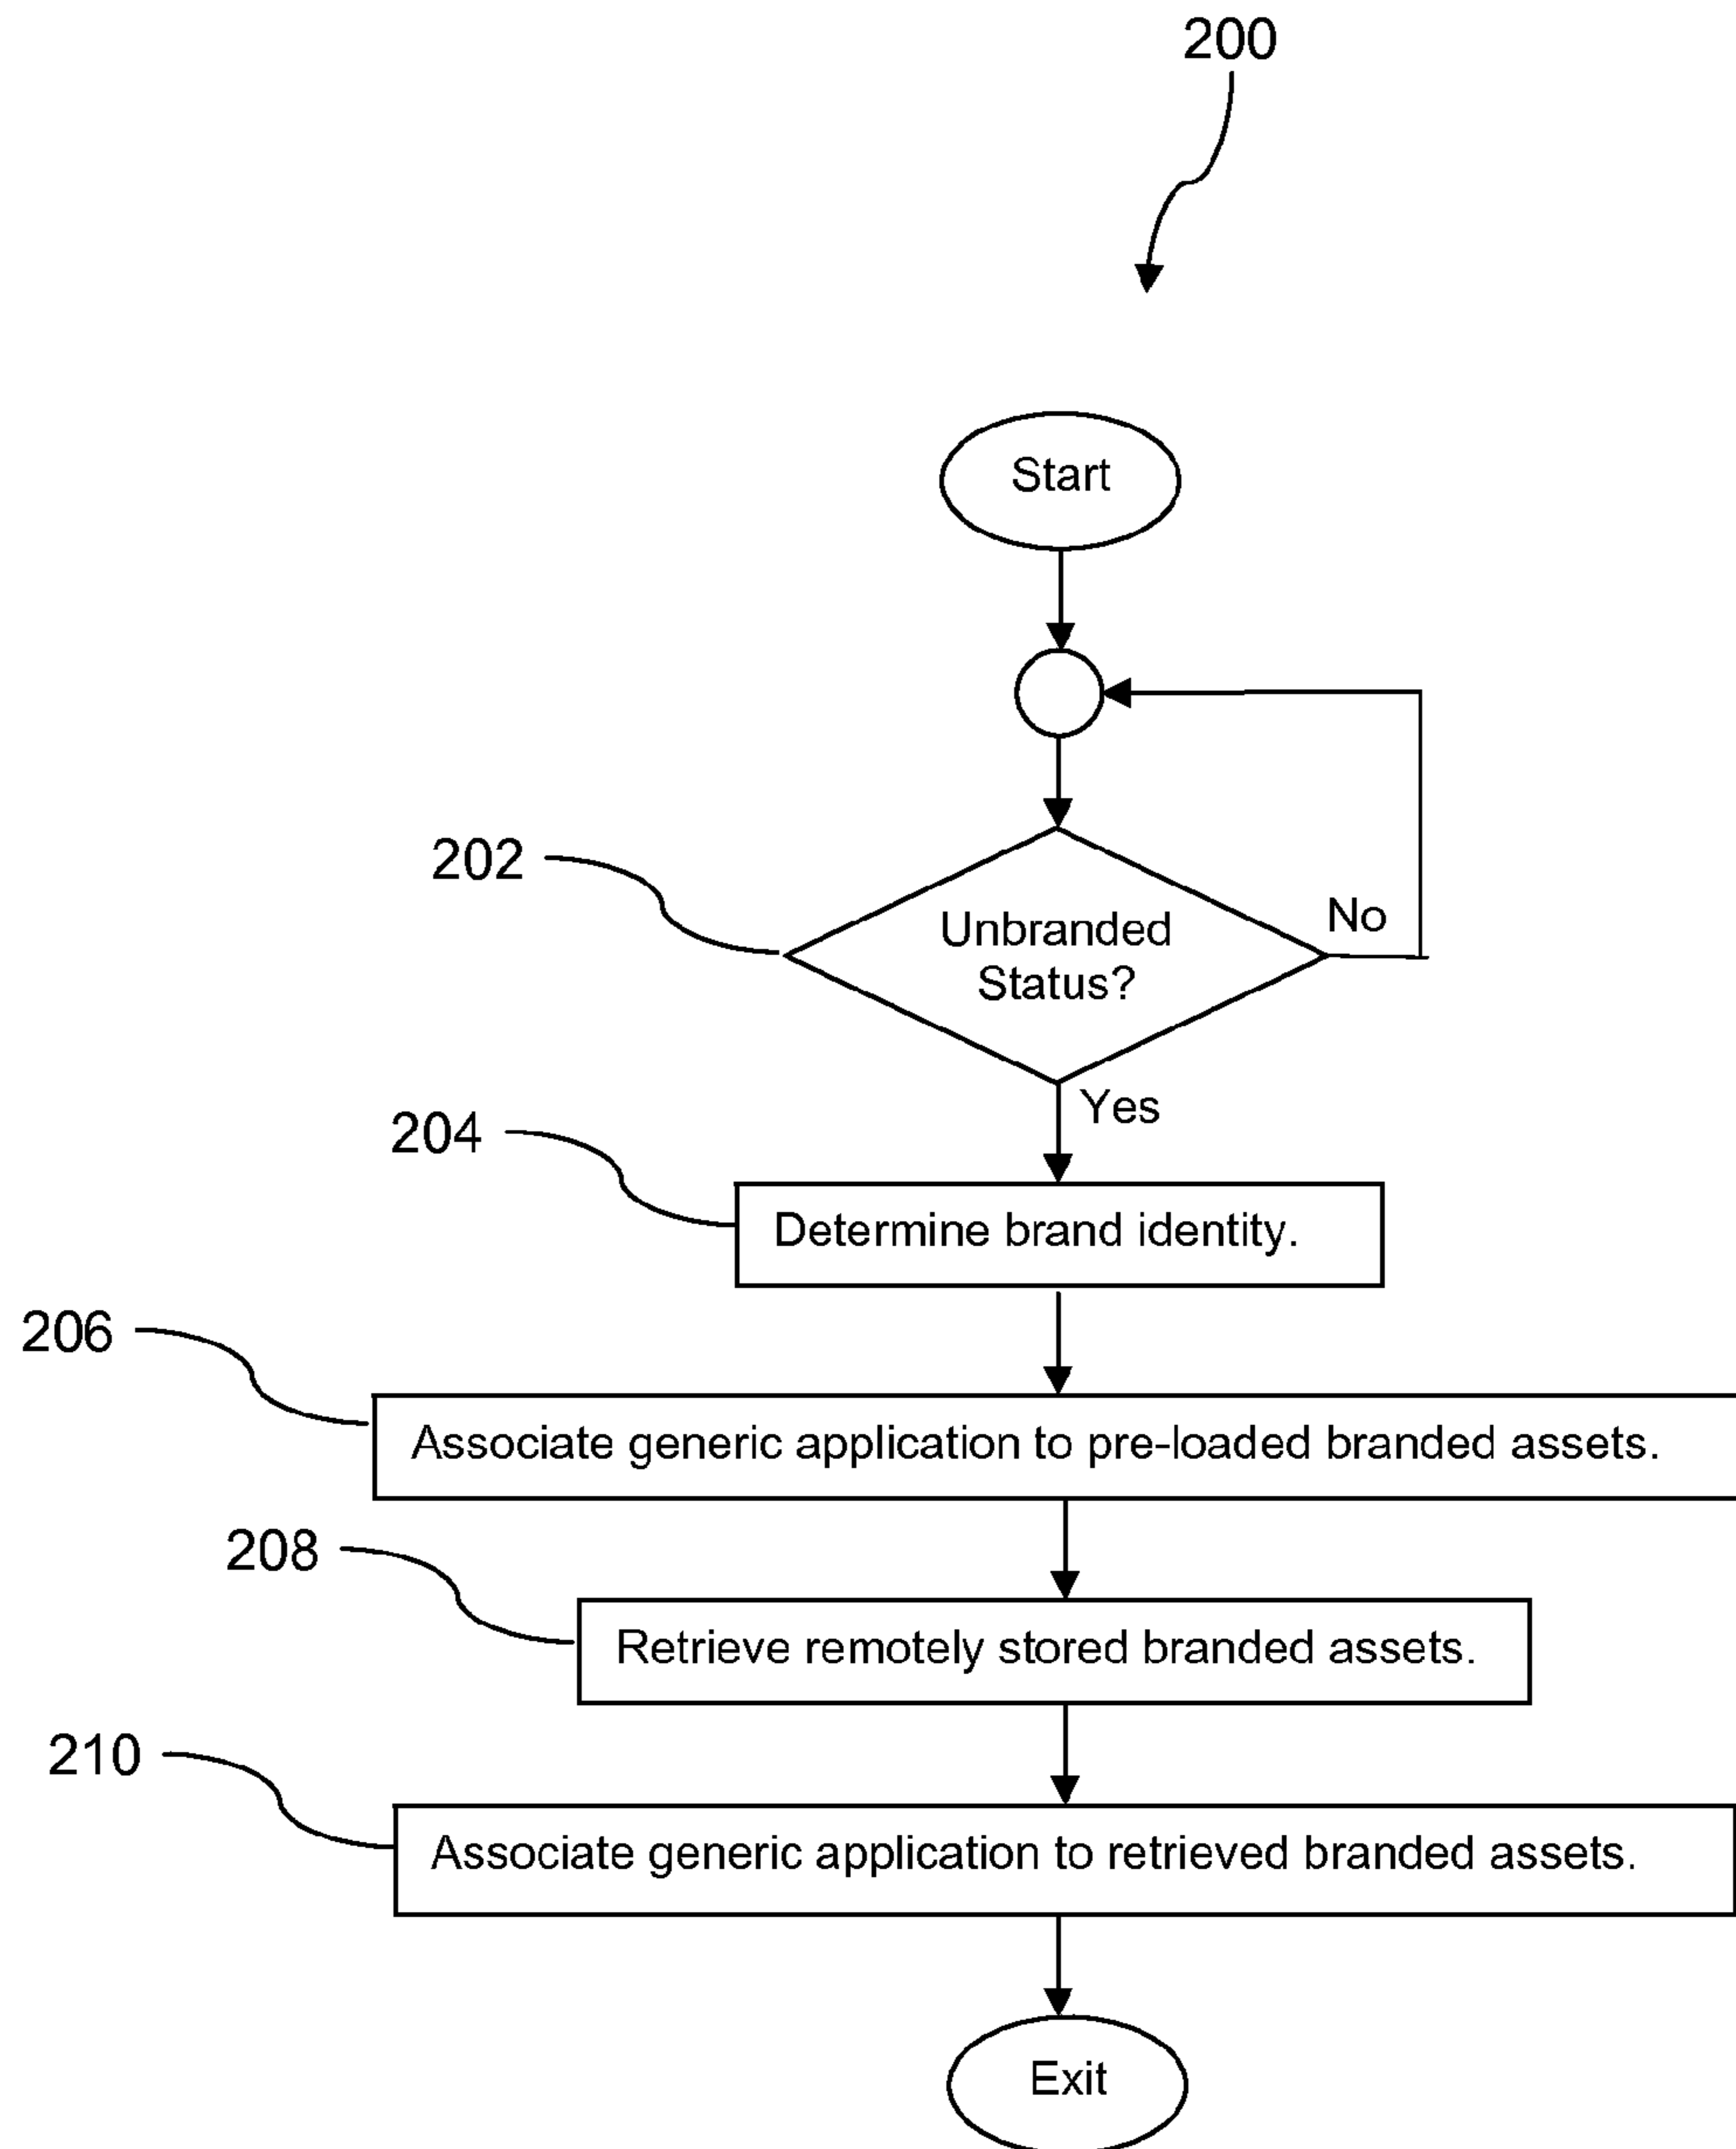 200
Start
202
Unbranded
Status?
No
Yes
204
Determine brand identity.
206
Associate generic application to pre-loaded branded assets.
208
Retrieve remotely stored branded assets.
210
Associate generic application to retrieved branded assets.
Exit